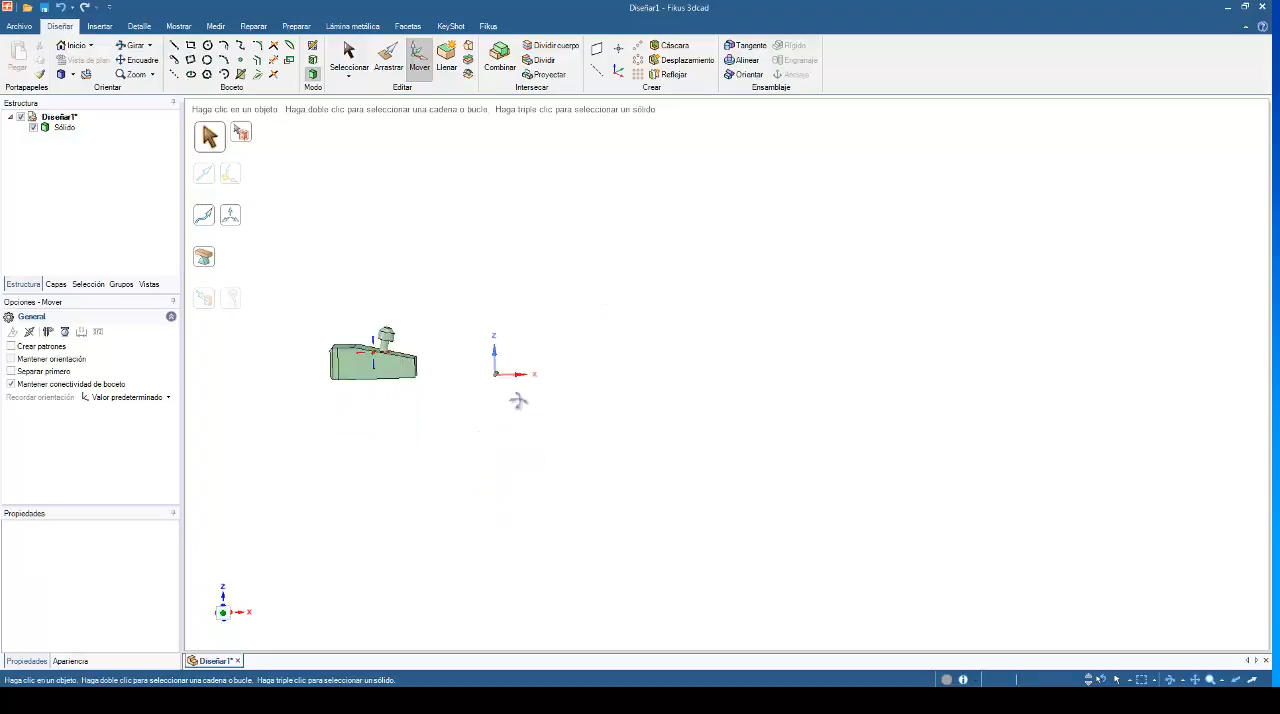 Diseñar1 - Fikus 3dcad
Archivo Diseñar Insertar Detalle Mostrar Medir Reparar Preparar Lámina metálica Facetas KeyShot Fikus
Pegar
Portapapeles
Inicio Girar
Vista de plan Encuadre
Zoom
Orientar
Boceto
Modo
Seleccionar Arrastrar Mover Llenar
Editar
Combinar
Dividir cuerpo
Dividir
Proyectar
Intersecar
Cáscara
Desplazamiento
Reflejar
Crear
Tangente Rígido
Alinear Engranaje
Orientar Anclaje
Ensamblaje
Estructura
Diseñar1*
Sólido
Haga clic en un objeto. Haga doble clic para seleccionar una cadena o bucle. Haga triple clic para seleccionar un sólido
Estructura Capas Selección Grupos Vistas
Opciones - Mover
General
Crear patrones
Mantener orientación
Separar primero
Mantener conectividad de boceto
Recordar orientación Valor predeterminado
Propiedades
Z
X
Z
X
Propiedades Apariencia
Diseñar1*
Haga clic en un objeto. Haga doble clic para seleccionar una cadena o bucle. Haga triple clic para seleccionar un sólido.